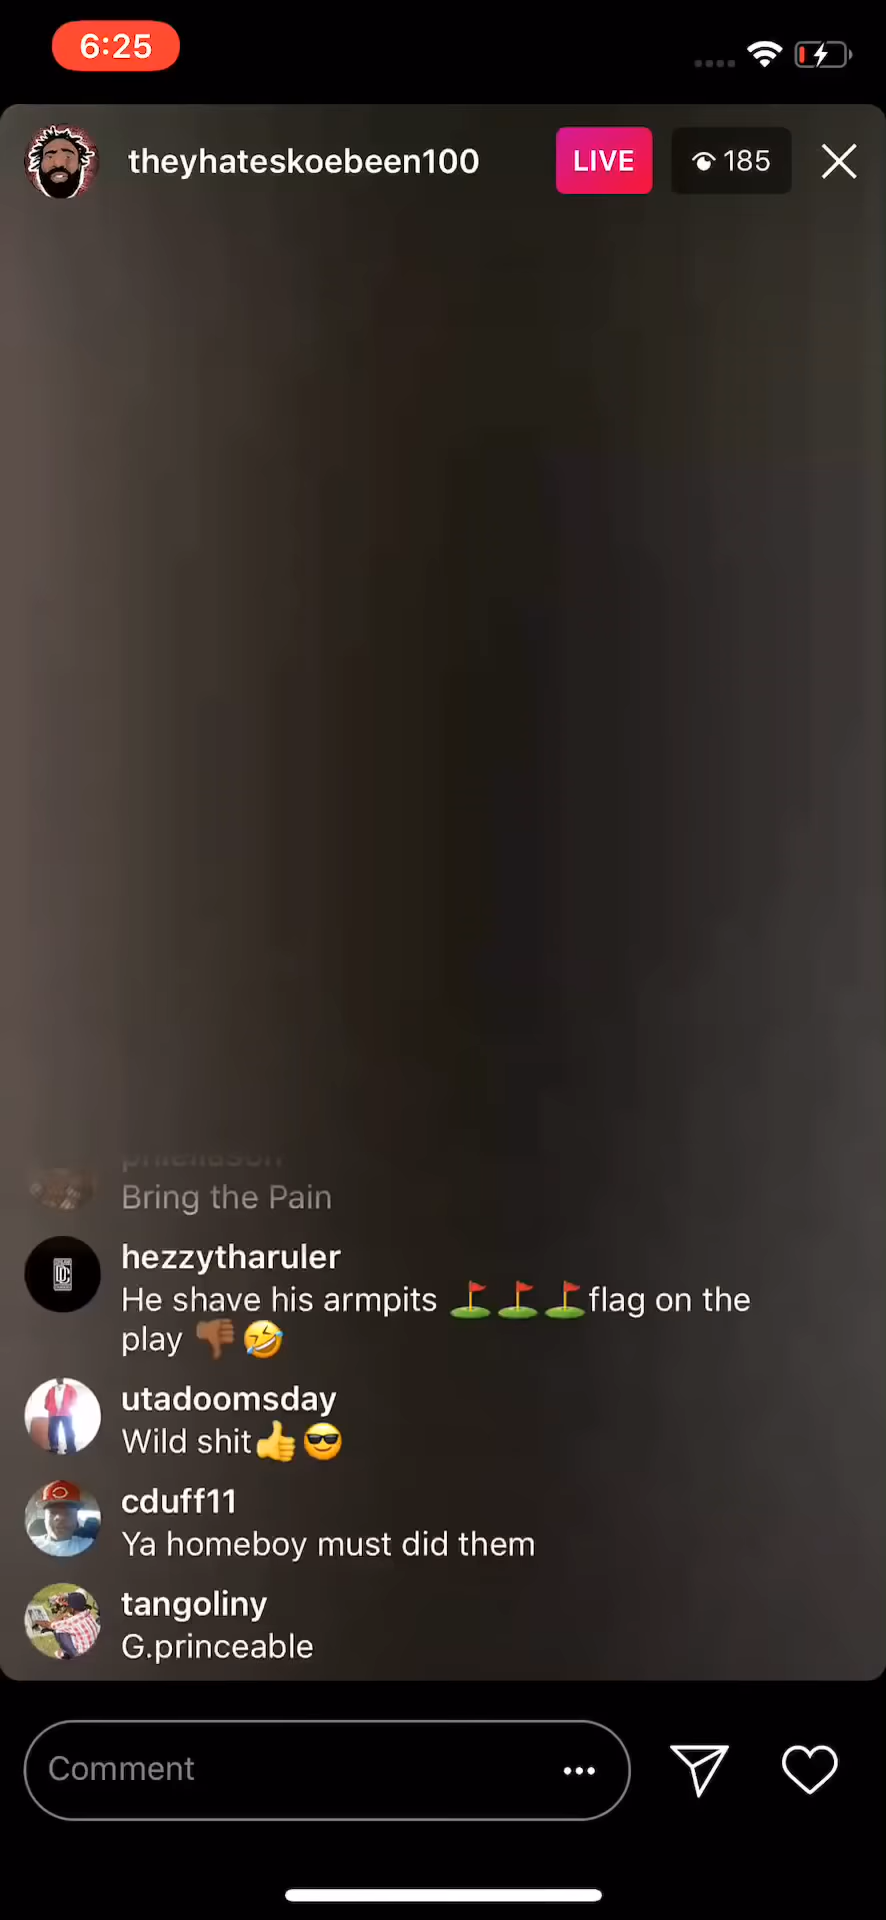 6:25
theyhateskoebeen100
LIVE
185
Bring the Pain
hezzytharuler
He shave his armpits ⛳⛳⛳flag on the
play 👎🏾🤣
utadoomsday
Wild shit👍😎
cduff11
Ya homeboy must did them
tangoliny
G.princeable
Comment